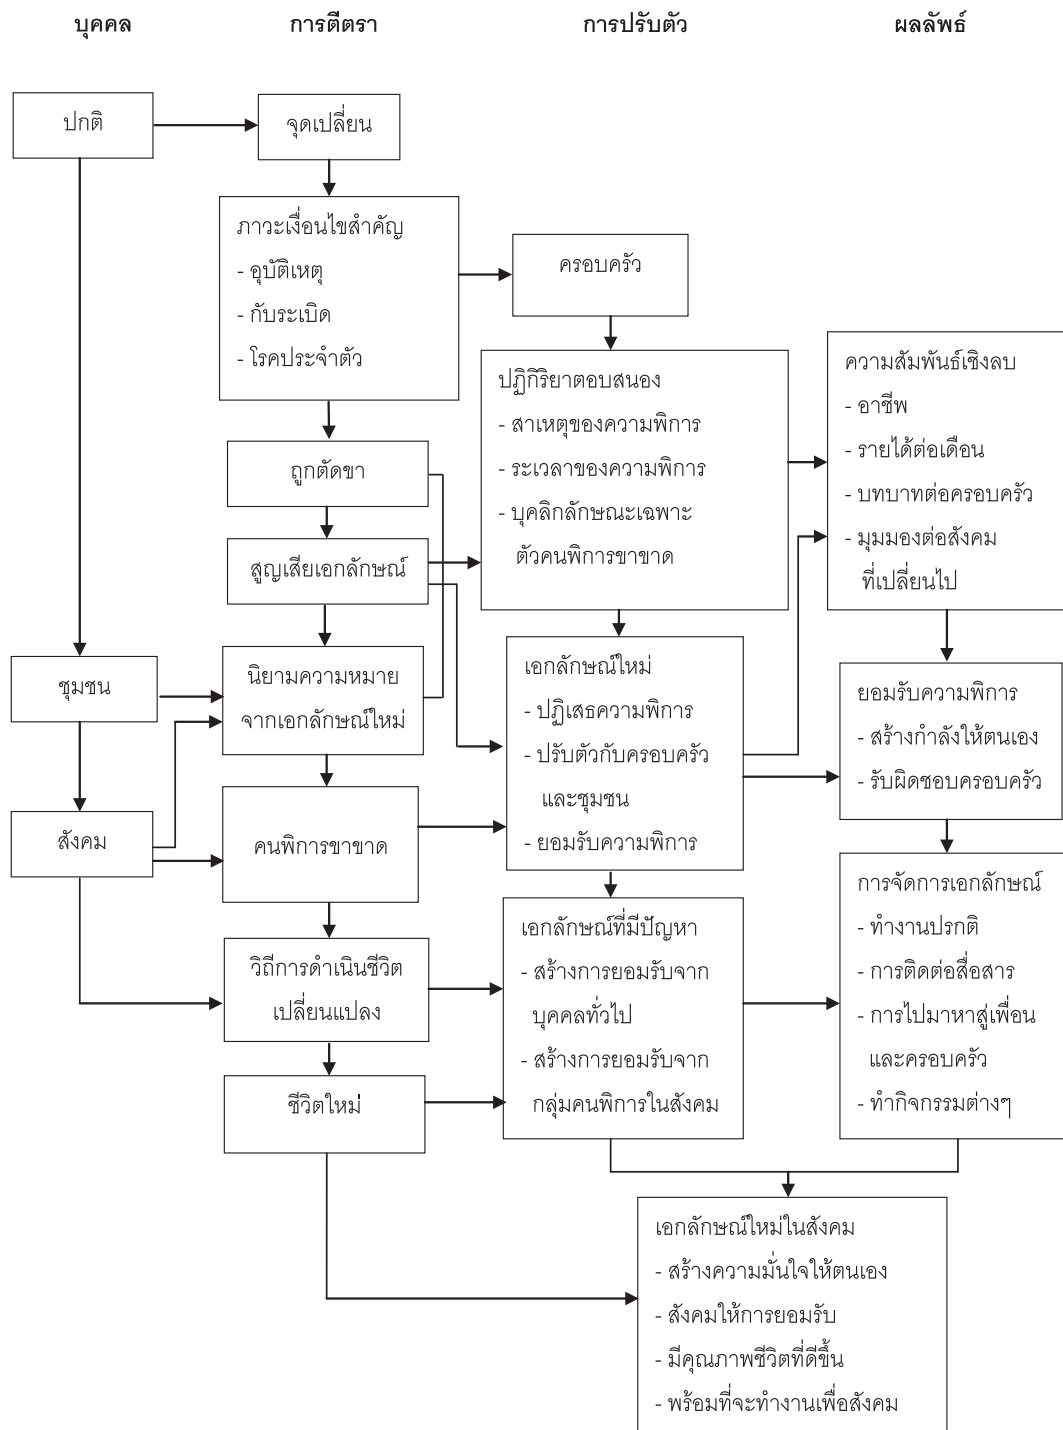 บุคคล
การตีตรา
การปรับตัว
ผลลัพธ์
ปกติ
จุดเปลี่ยน
ภาวะเงื่อนไขสำคัญ
- อุบัติเหตุ
- กับระเบิด
- โรคประจำตัว
ครอบครัว
ปฏิกิริยาตอบสนอง
- สาเหตุของความพิการ
- ระเวลาของความพิการ
- บุคลิกลักษณะเฉพาะ
ตัวคนพิการขาขาด
ความสัมพันธ์เชิงลบ
- อาชีพ
- รายได้ต่อเดือน
- บทบาทต่อครอบครัว
- มุมมองต่อสังคม
ที่เปลี่ยนไป
ถูกตัดขา
สูญเสียเอกลักษณ์
ชุมชน
นิยามความหมาย
จากเอกลักษณ์ใหม่
เอกลักษณ์ใหม่
- ปฏิเสธความพิการ
- ปรับตัวกับครอบครัว
และชุมชน
- ยอมรับความพิการ
ยอมรับความพิการ
- สร้างกำลังให้ตนเอง
- รับผิดชอบครอบครัว
สังคม
คนพิการขาขาด
วิถีการดำเนินชีวิต
เปลี่ยนแปลง
เอกลักษณ์ที่มีปัญหา
- สร้างการยอมรับจาก
บุคคลทั่วไป
- สร้างการยอมรับจาก
กลุ่มคนพิการในสังคม
การจัดการเอกลักษณ์
- ทำงานปรกติ
- การติดต่อสื่อสาร
- การไปมาหาสู่เพื่อน
และครอบครัว
- ทำกิจกรรมต่างๆ
ชีวิตใหม่
เอกลักษณ์ใหม่ในสังคม
- สร้างความมั่นใจให้ตนเอง
- สังคมให้การยอมรับ
- มีคุณภาพชีวิตที่ดีขึ้น
- พร้อมที่จะทำงานเพื่อสังคม